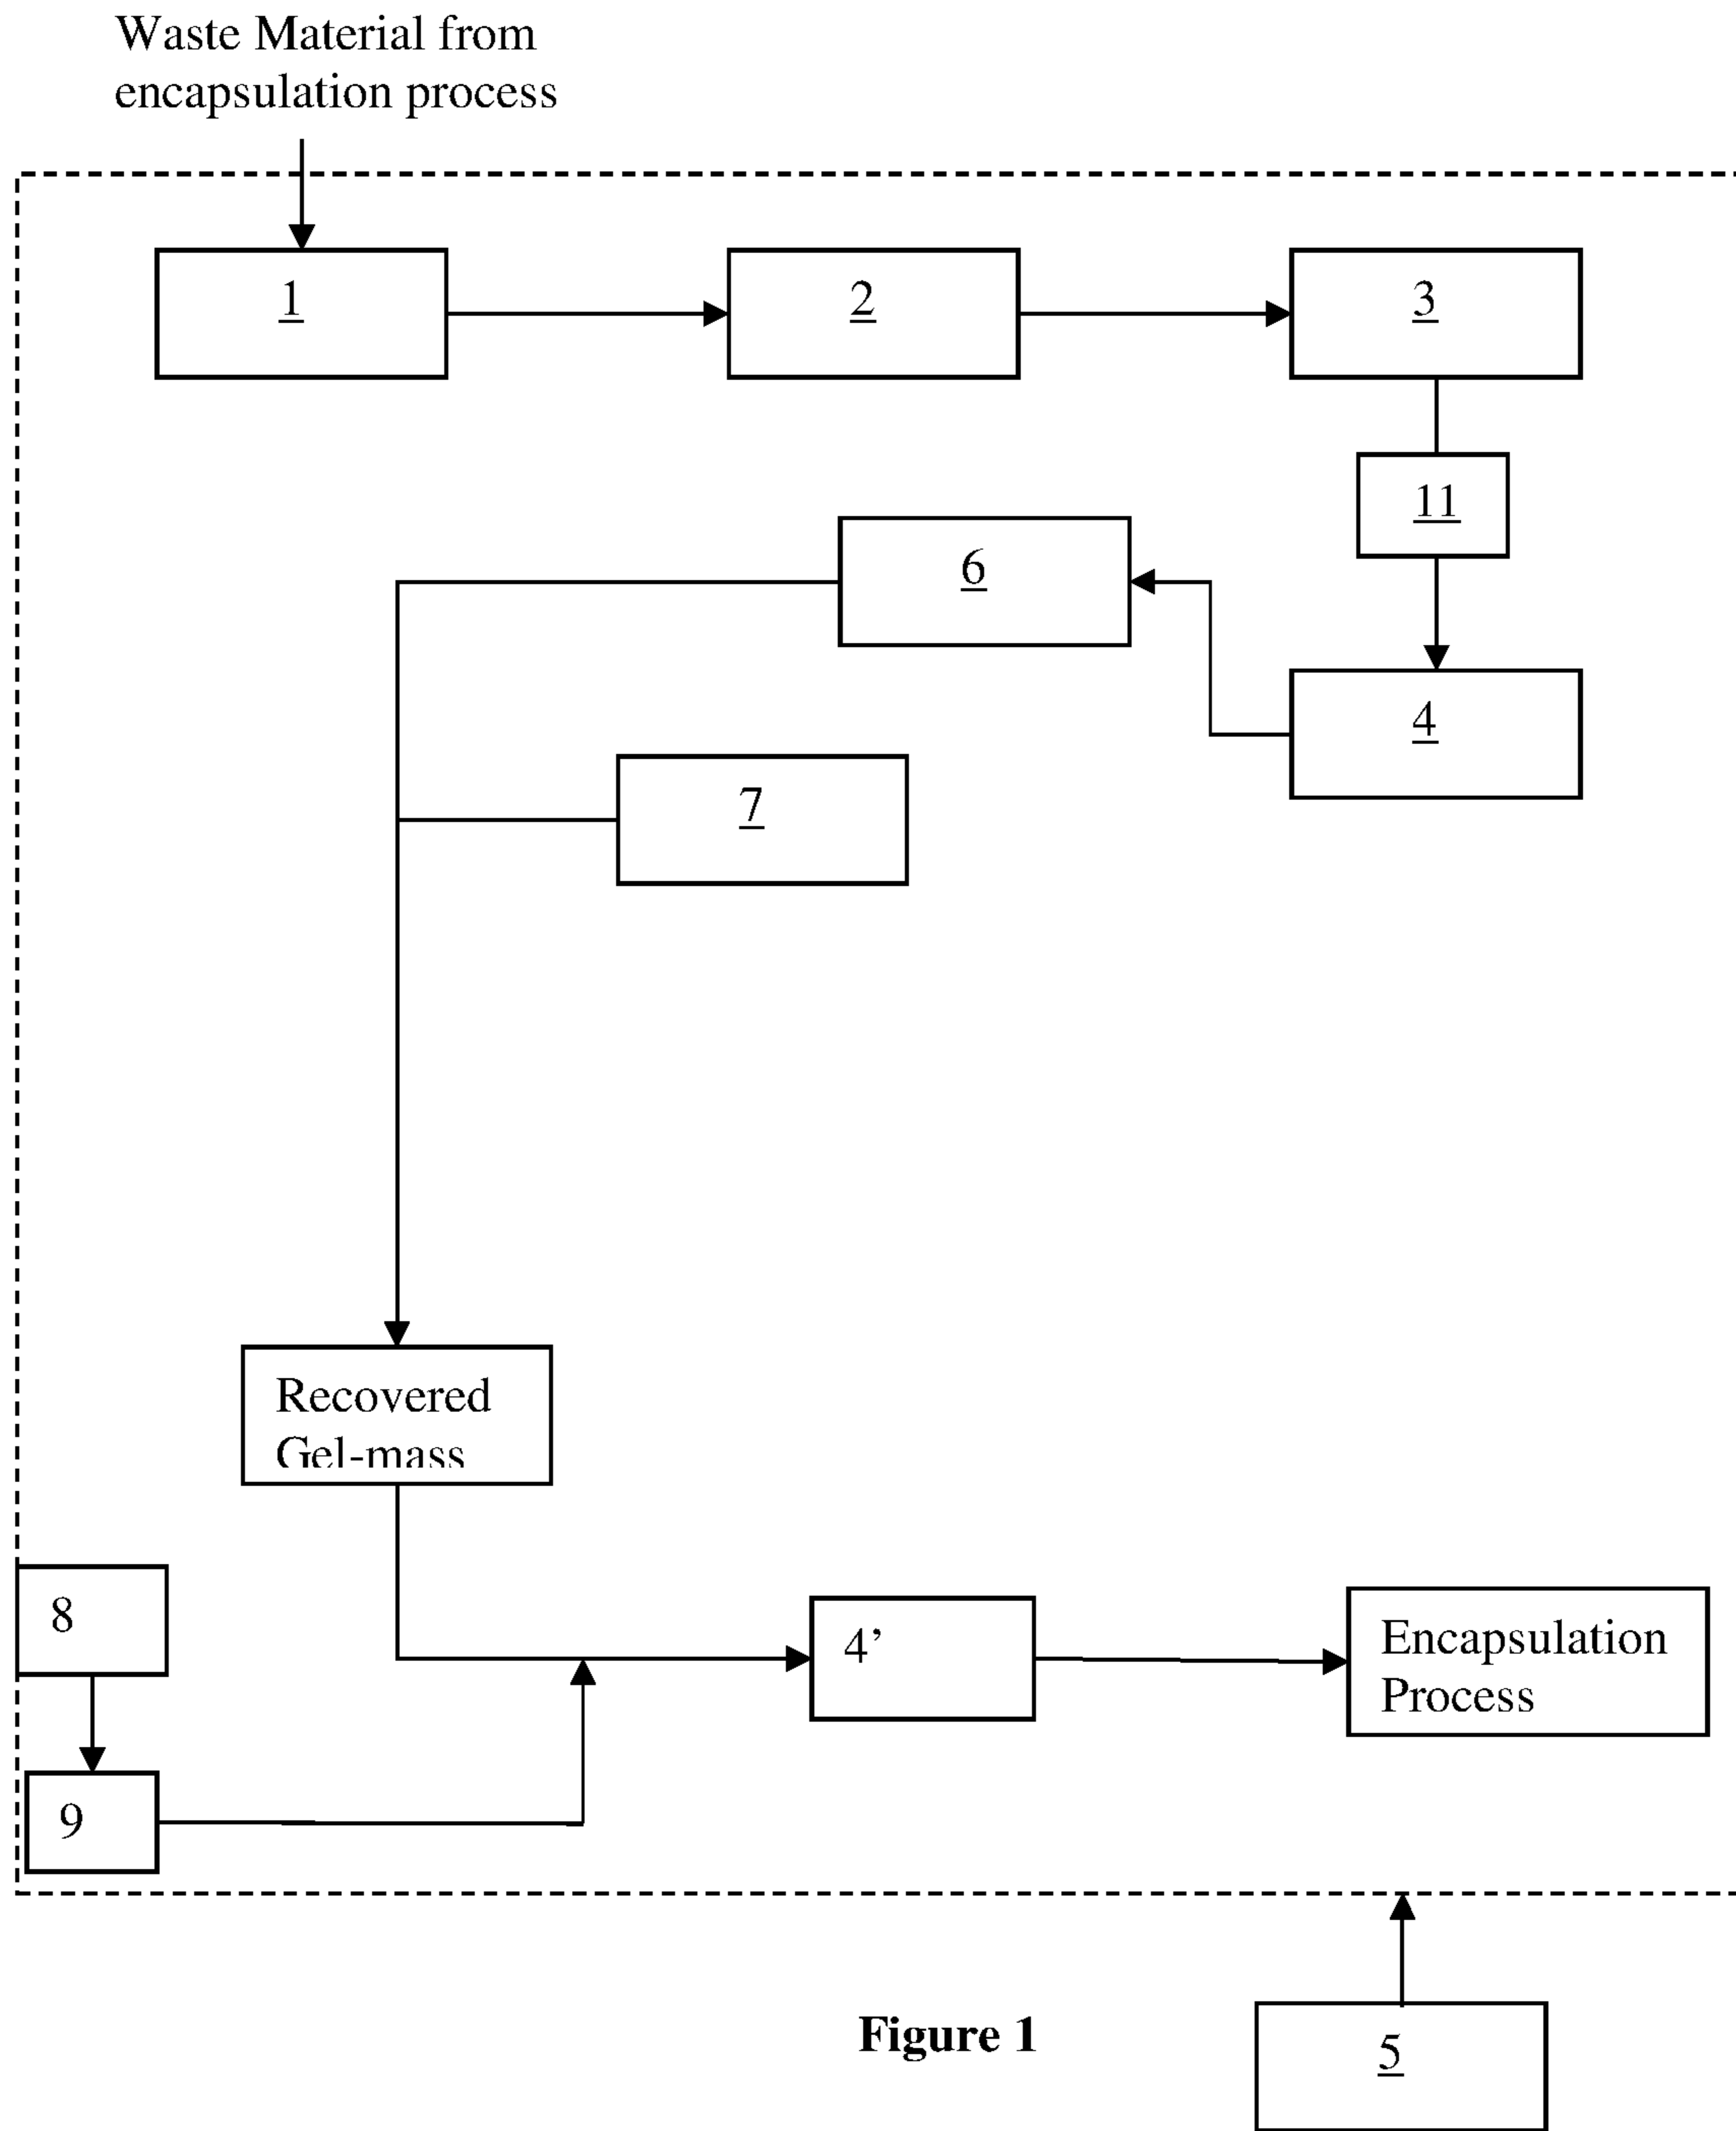 Waste Material from
encapsulation process
1
2
3
11
6
4
7
Recovered
Gel-mass
8
4’
Encapsulation
Process
9
Figure 1
5